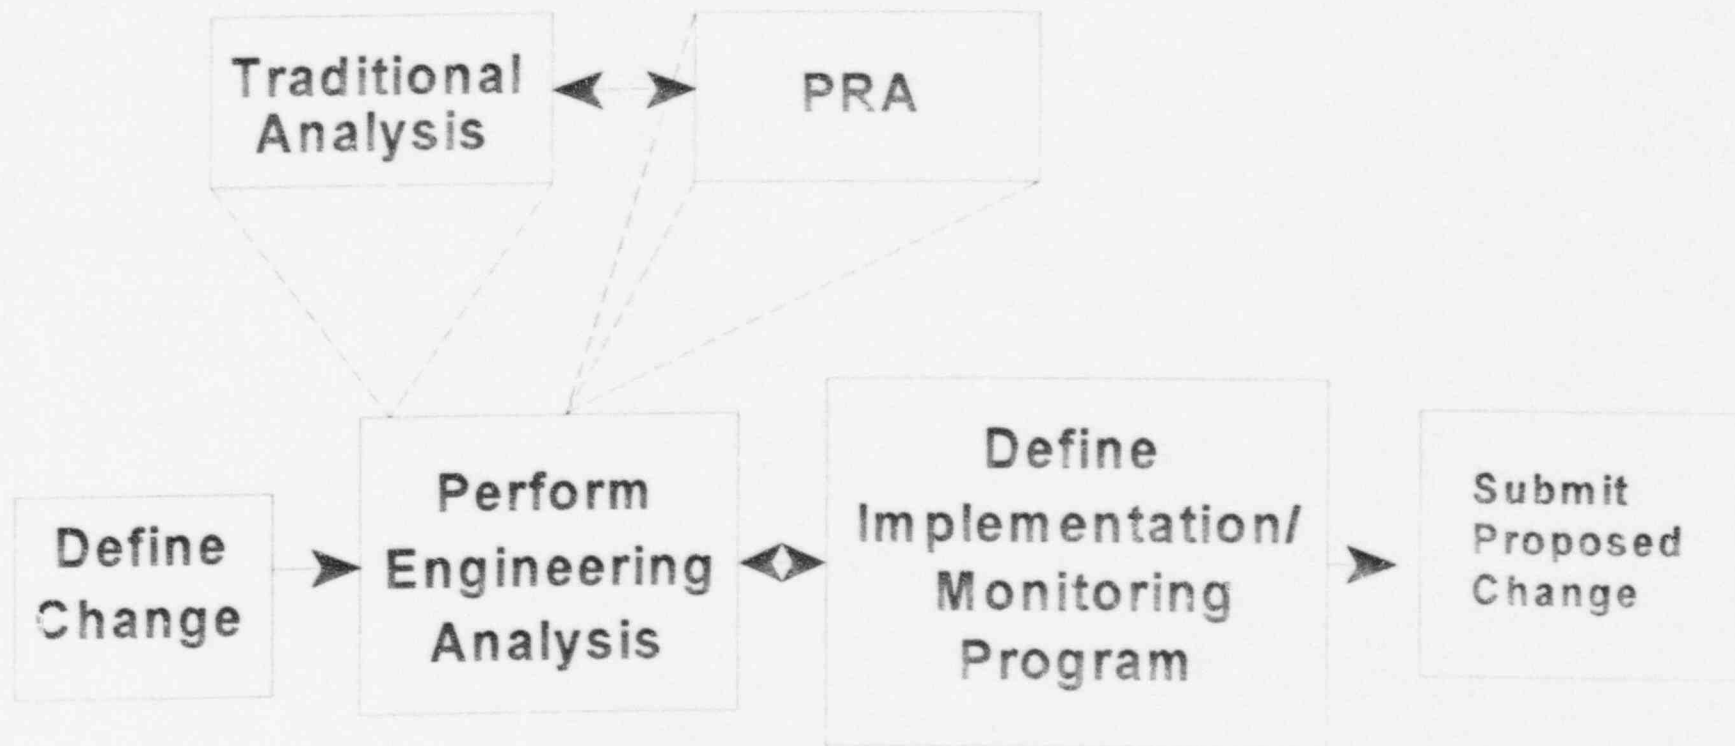 Traditional
Analysis
PRA
Define
Change
Perform
Engineering
Analysis
Define
Implementation/
Monitoring
Program
Submit
Proposed
Change